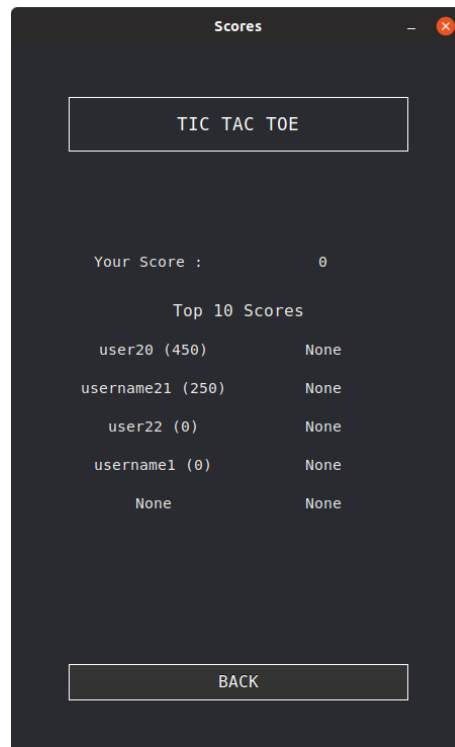 Scores
TIC TAC TOE
Your Score : 0
Top 10 Scores
user20 (450) None
username21 (250) None
user22 (0) None
username1 (0) None
None None
BACK